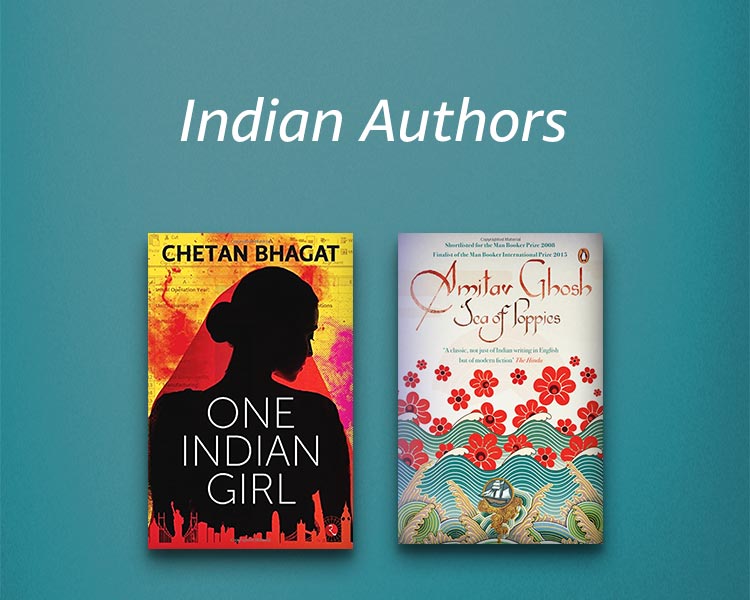 Indian Authors
CHETAN BHAGAT
ONE
INDIAN
GIRL
Shortlisted for the Man Booker Prize 2008
Finalist of the Man Booker International Prize 2015
Amitav Ghosh
Sea of Poppies
'A classic, not just of Indian writing in English
but of modern fiction' The Hindu